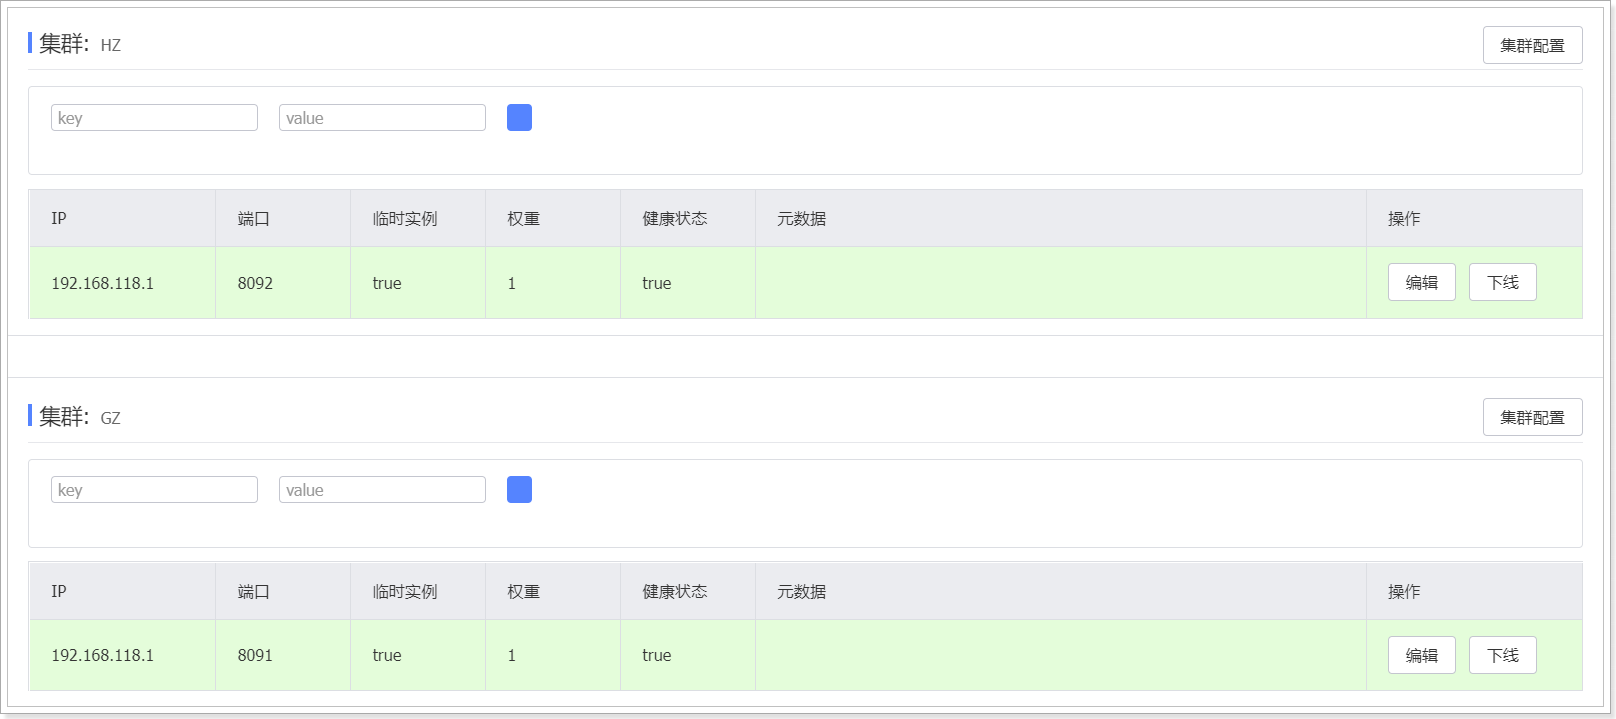 集群: HZ 集群配置
key value
IP 端口 临时实例 权重 健康状态 元数据 操作
192.168.118.1 8092 true 1 true 编辑 下线
集群: GZ 集群配置
key value
IP 端口 临时实例 权重 健康状态 元数据 操作
192.168.118.1 8091 true 1 true 编辑 下线